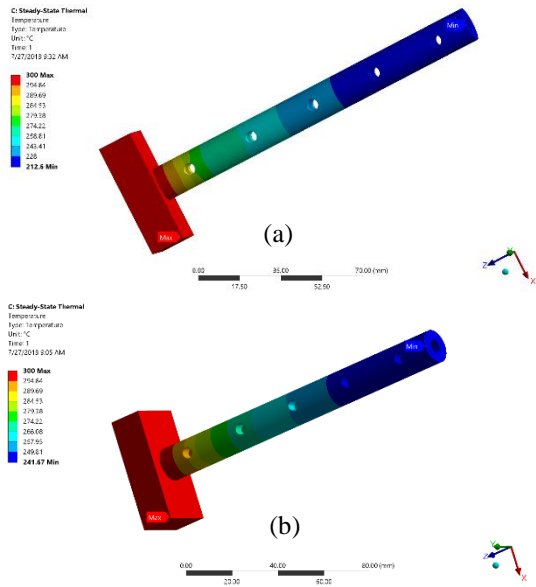 C: Steady-State Thermal
Temperature
Type: Temperature
Unit: °C
Time: 1
7/27/2018 9:32 AM
300 Max
294.84
289.69
284.53
279.38
274.22
258.81
243.41
228
212.6 Min
Min
Max
(a)
0.00 35.00 70.00 (mm)
17.50 52.50
Z
X
C: Steady-State Thermal
Temperature
Type: Temperature
Unit: °C
Time: 1
7/27/2018 9:05 AM
300 Max
294.84
289.69
284.53
279.38
274.22
266.08
257.95
249.81
241.67 Min
Min
Max
(b)
0.00 40.00 80.00 (mm)
20.00 60.00
Y
Z
X